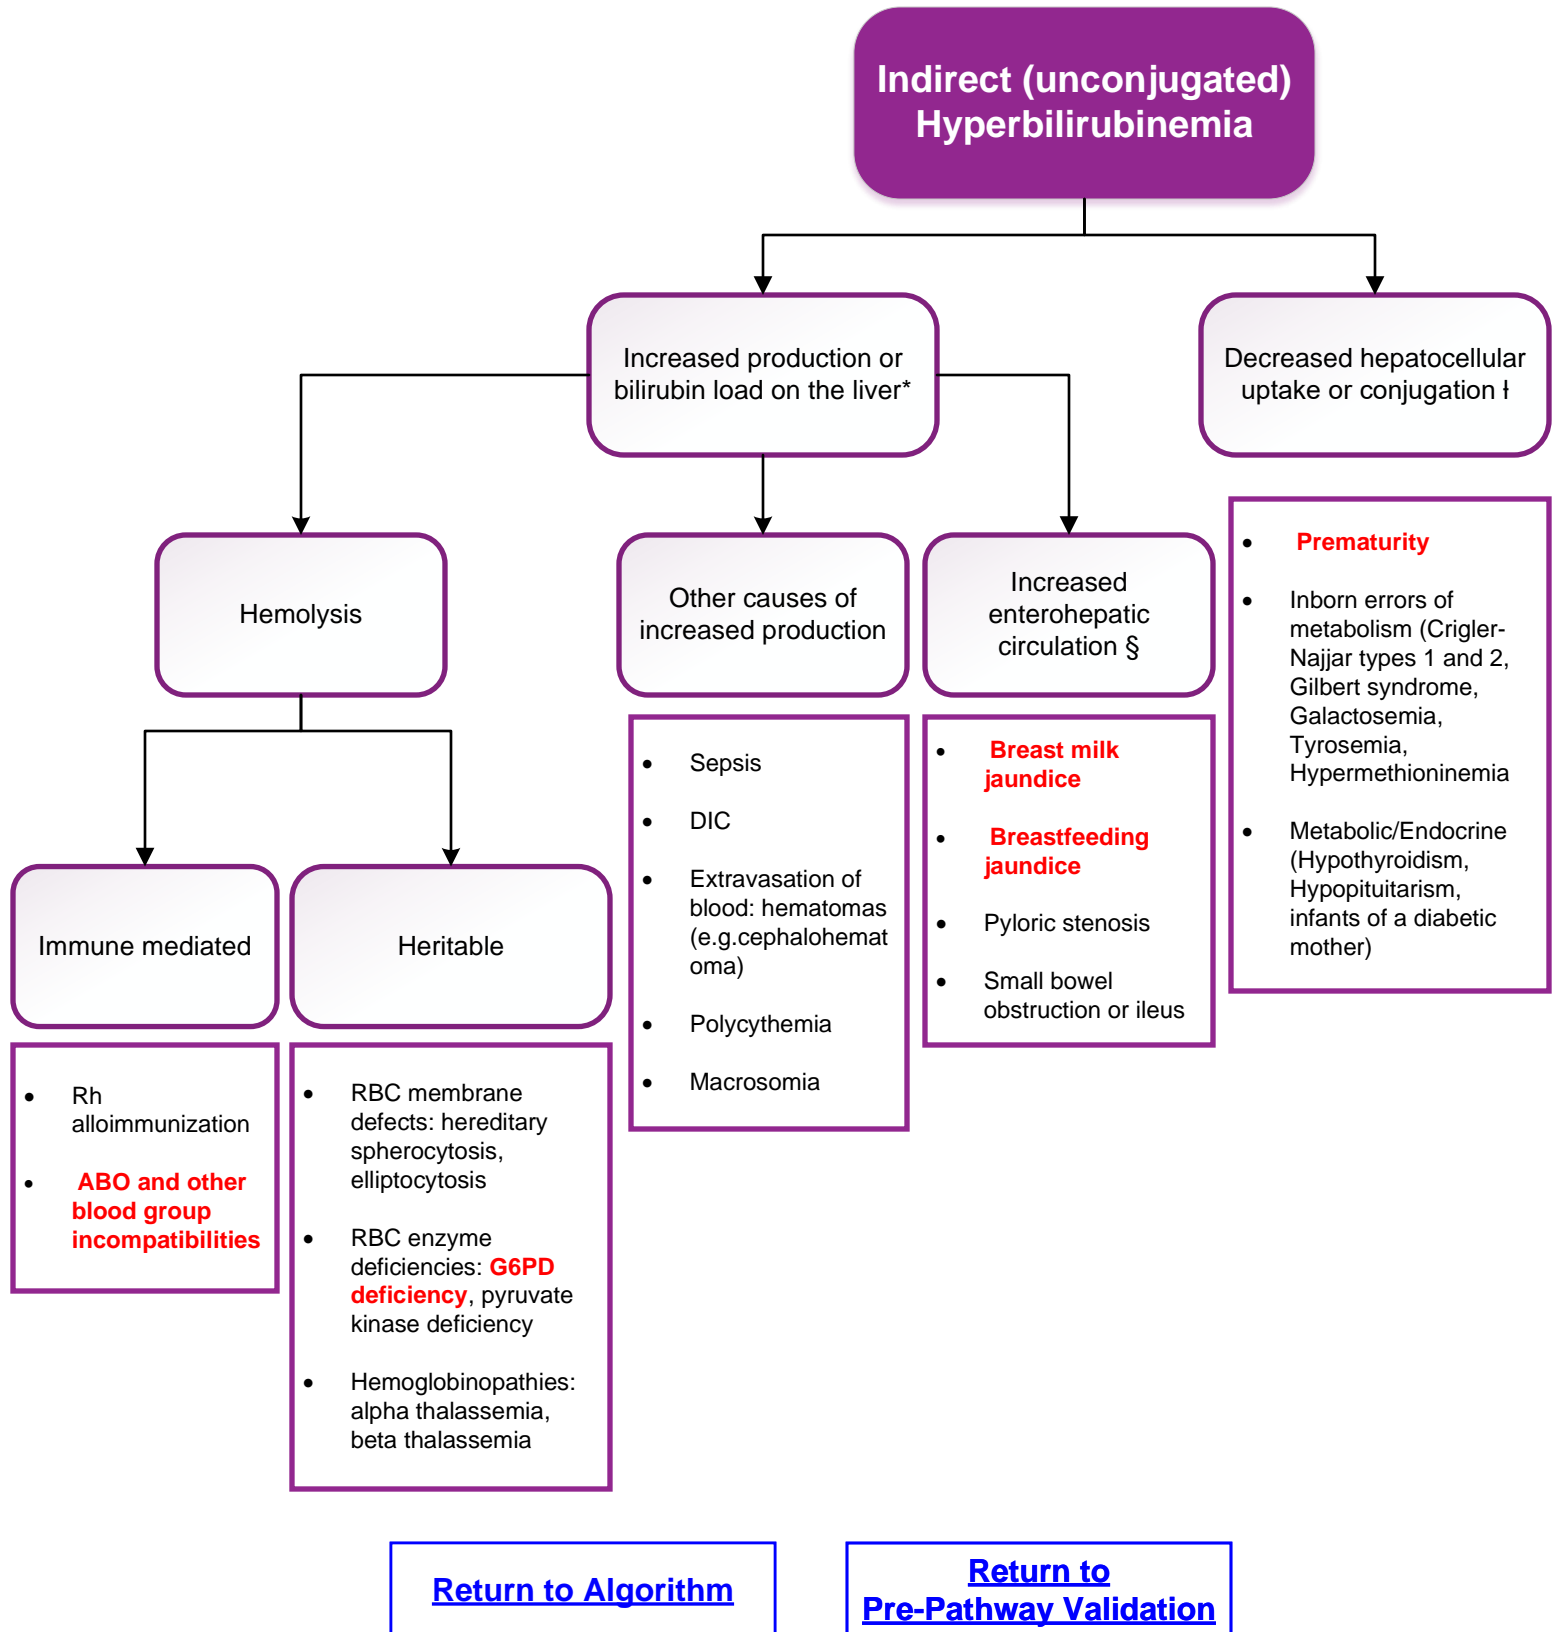 Indirect (unconjugated)
Hyperbilirubinemia
Increased production or
bilirubin load on the liver*
Decreased hepatocellular
uptake or conjugation ƚ
Hemolysis
Other causes of
increased production
Increased
enterohepatic
circulation §
• Prematurity
• Inborn errors of
metabolism (Crigler-
Najjar types 1 and 2,
Gilbert syndrome,
Galactosemia,
Tyrosemia,
Hypermethioninemia
• Metabolic/Endocrine
(Hypothyroidism,
Hypopituitarism,
infants of a diabetic
mother)
Immune mediated
Heritable
• Sepsis
• DIC
• Extravasation of
blood: hematomas
(e.g.cephalohemat
oma)
• Polycythemia
• Macrosomia
• Breast milk
jaundice
• Breastfeeding
jaundice
• Pyloric stenosis
• Small bowel
obstruction or ileus
• Rh
alloimmunization
• ABO and other
blood group
incompatibilities
• RBC membrane
defects: hereditary
spherocytosis,
elliptocytosis
• RBC enzyme
deficiencies: G6PD
deficiency, pyruvate
kinase deficiency
• Hemoglobinopathies:
alpha thalassemia,
beta thalassemia
Return to Algorithm
Return to
Pre-Pathway Validation